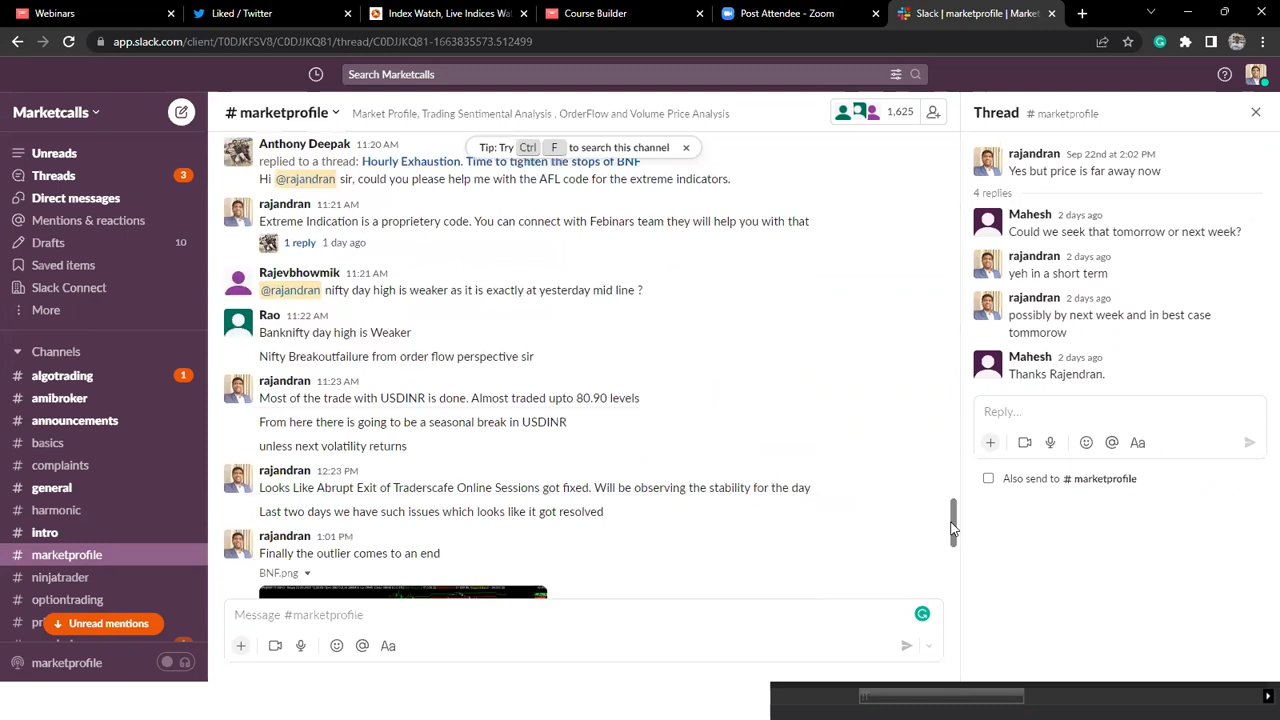 Webinars
Liked / Twitter
Index Watch, Live Indices Wa
Course Builder
Post Attendee - Zoom
Slack | marketprofile | Market
app.slack.com/client/T0DJKFSV8/C0DJJKQ81/thread/C0DJJKQ81-1663835573.512499
Search Marketcalls
Marketcalls
# marketprofile
Market Profile, Trading Sentimental Analysis , OrderFlow and Volume Price Analysis
1,625
Thread # marketprofile
Unreads
Threads 3
Direct messages
Mentions & reactions
Drafts 10
Saved items
Slack Connect
More
Channels
# algotrading 1
# amibroker
# announcements
# basics
# complaints
# general
# harmonic
# intro
# marketprofile
# ninjatrader
# optiontrading
# pr
Unread mentions
marketprofile
Tip: Try Ctrl F to search this channel
Anthony Deepak 11:20 AM
replied to a thread: Hourly Exhaustion. Time to tighten the stops of BNF
Hi @rajandran sir, could you please help me with the AFL code for the extreme indicators.
rajandran 11:21 AM
Extreme Indication is a proprietery code. You can connect with Febinars team they will help you with that
1 reply 1 day ago
Rajevbhowmik 11:21 AM
@rajandran nifty day high is weaker as it is exactly at yesterday mid line ?
Rao 11:22 AM
Banknifty day high is Weaker
Nifty Breakoutfailure from order flow perspective sir
rajandran 11:23 AM
Most of the trade with USDINR is done. Almost traded upto 80.90 levels
From here there is going to be a seasonal break in USDINR
unless next volatility returns
rajandran 12:23 PM
Looks Like Abrupt Exit of Traderscafe Online Sessions got fixed. Will be observing the stability for the day
Last two days we have such issues which looks like it got resolved
rajandran 1:01 PM
Finally the outlier comes to an end
BNF.png
Message #marketprofile
Aa
rajandran Sep 22nd at 2:02 PM
Yes but price is far away now
4 replies
Mahesh 2 days ago
Could we seek that tomorrow or next week?
rajandran 2 days ago
yeh in a short term
rajandran 2 days ago
possibly by next week and in best case
tommorow
Mahesh 2 days ago
Thanks Rajendran.
Reply...
Aa
Also send to # marketprofile